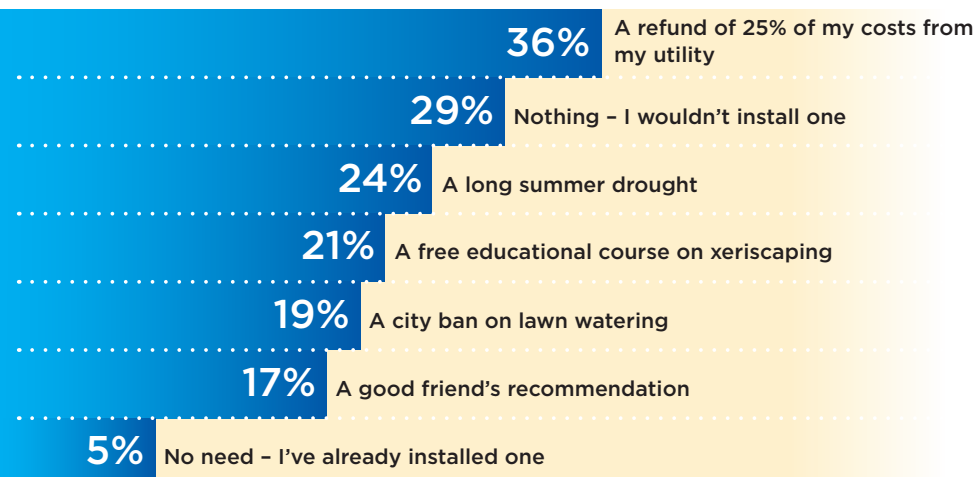 36% A refund of 25% of my costs from
my utility
29% Nothing – I wouldn’t install one
24% A long summer drought
21% A free educational course on xeriscaping
19% A city ban on lawn watering
17% A good friend’s recommendation
5% No need – I’ve already installed one